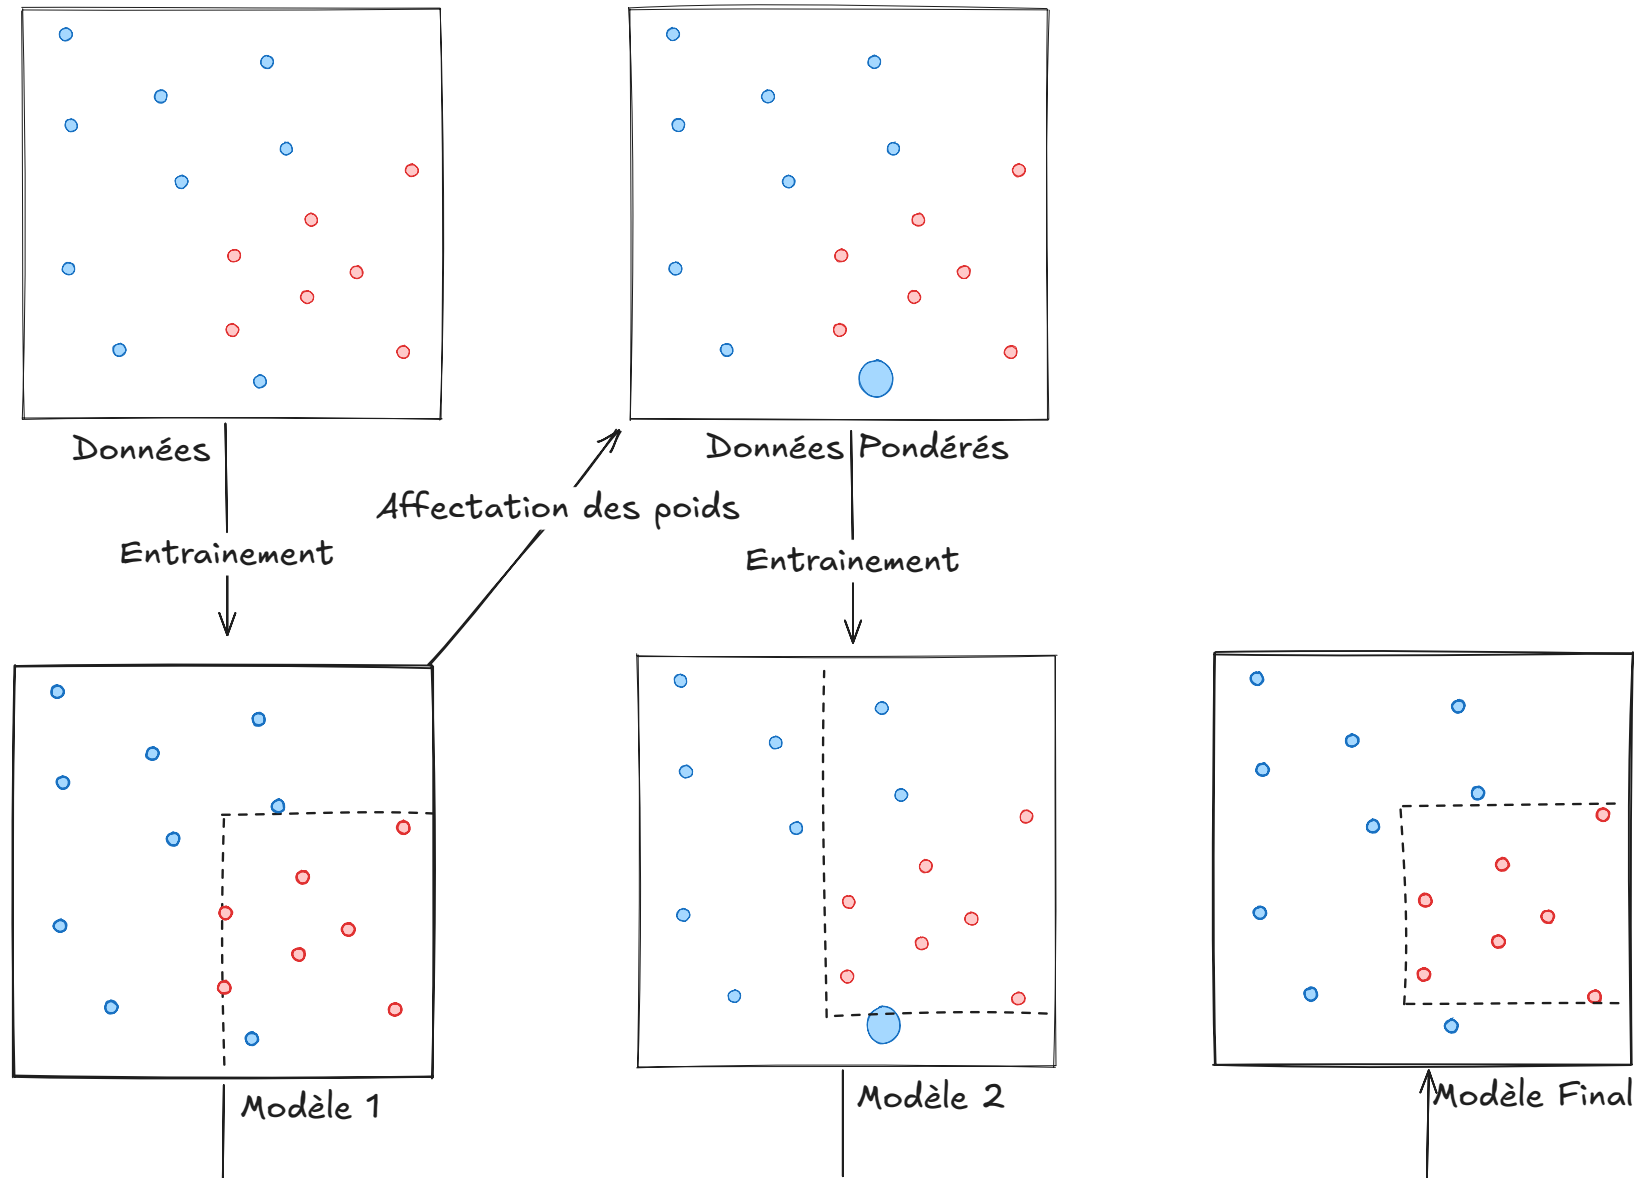 Données
Données Pondérés
Affectation des poids
Entrainement
Entrainement
Modèle 1
Modèle 2
Modèle Final